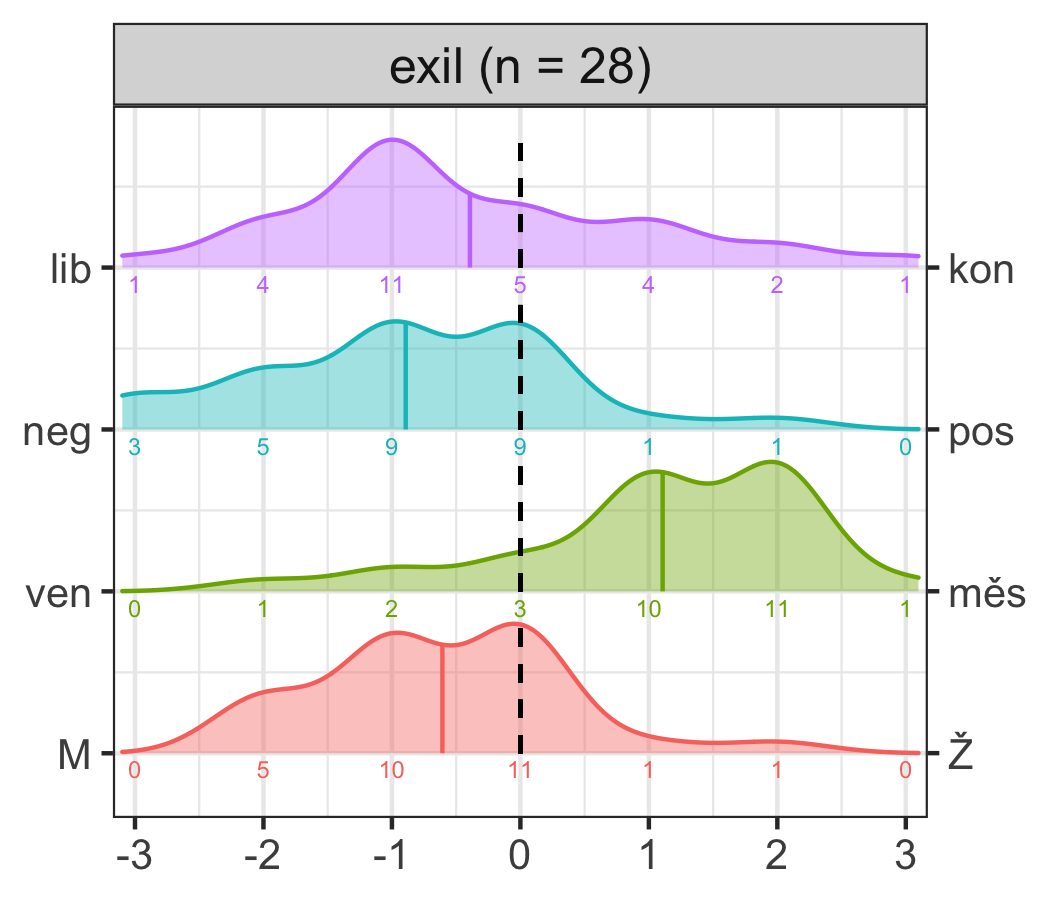 exil (n = 28)
lib kon
1 4 11 5 4 2 1
neg pos
3 5 9 9 1 1 0
ven měs
0 1 2 3 10 11 1
M Ž
0 5 10 11 1 1 0
-3 -2 -1 0 1 2 3